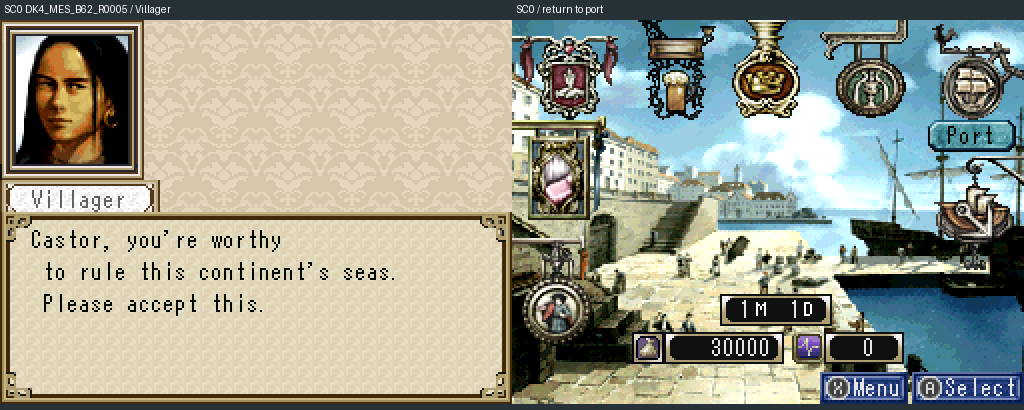 SC0 DK4_MES_B62_R0005 / Villager
SC0 / return to port
Villager
Castor, you're worthy
to rule this continent's seas.
Please accept this.
Port
1M 1D
30000
0
X Menu
A Select